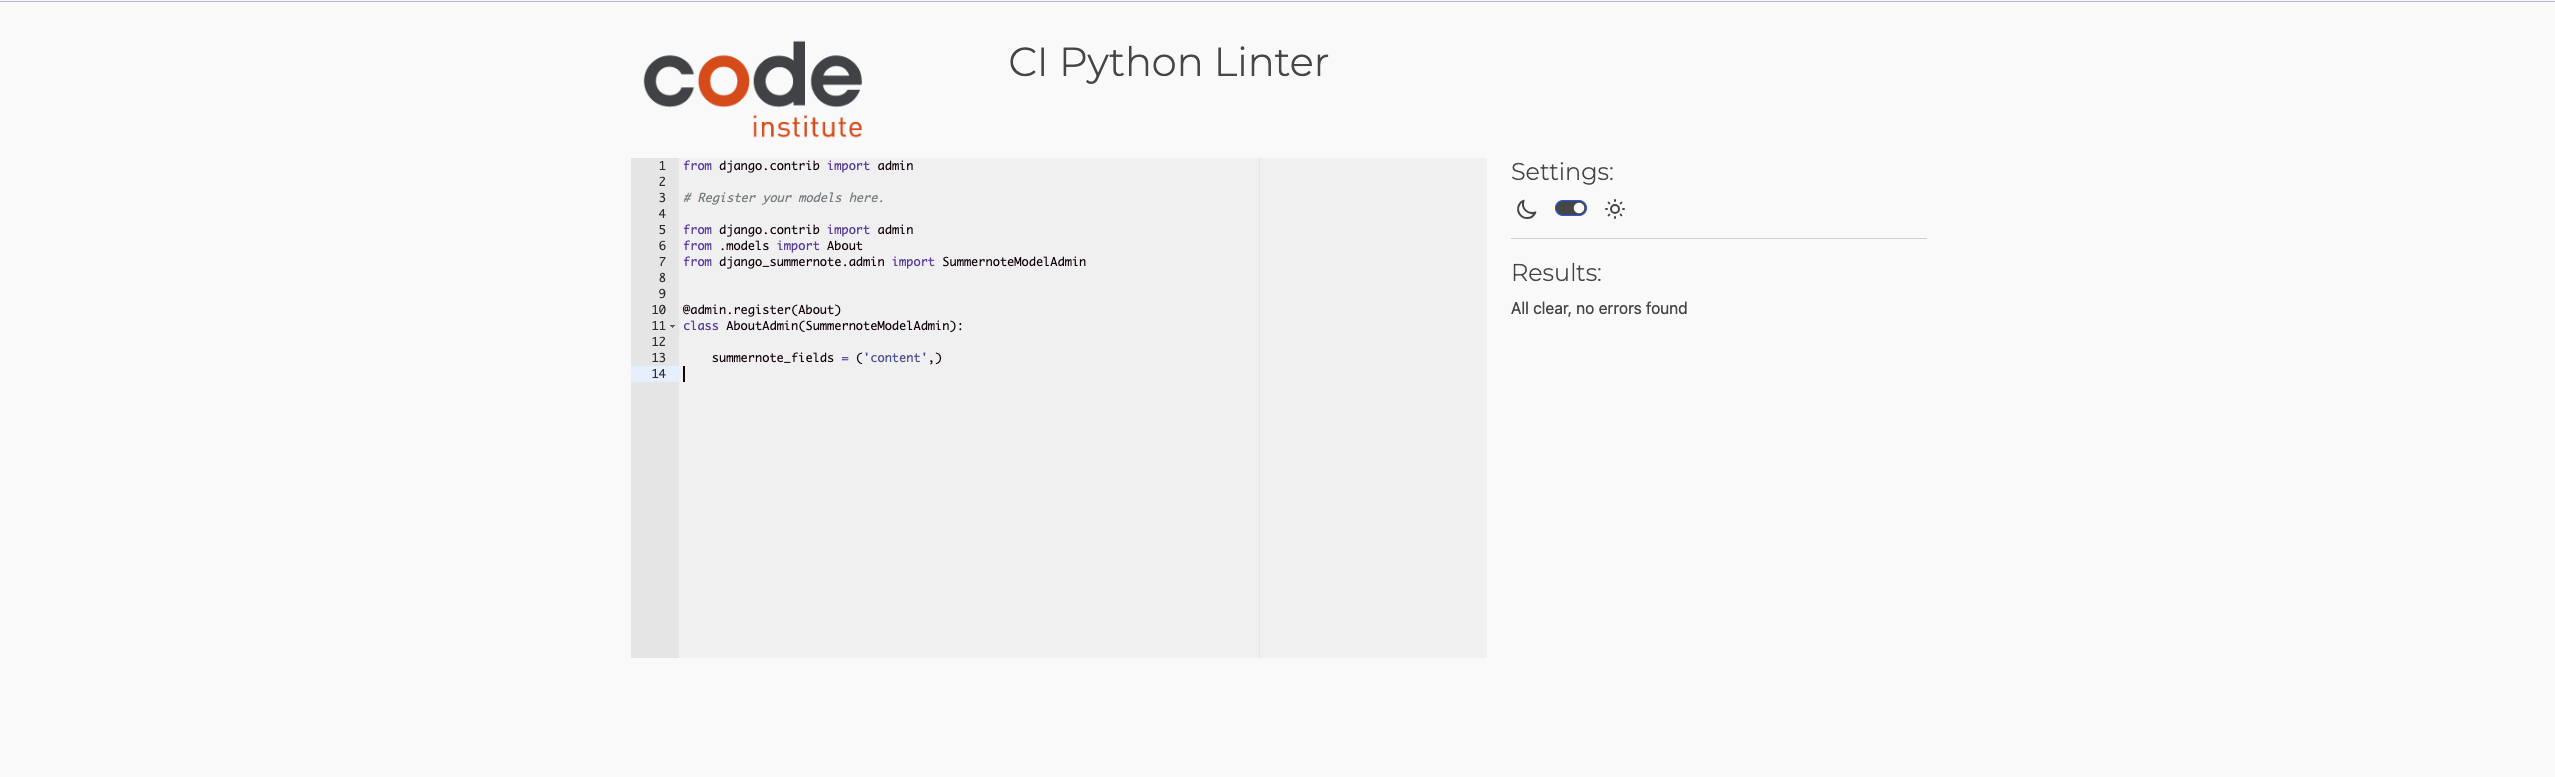 code
institute
CI Python Linter
1 from django.contrib import admin
2
3 # Register your models here.
4
5 from django.contrib import admin
6 from .models import About
7 from django_summernote.admin import SummernoteModelAdmin
8
9
10 @admin.register(About)
11 class AboutAdmin(SummernoteModelAdmin):
12
13     summernote_fields = ('content',)
14
Settings:
Results:
All clear, no errors found